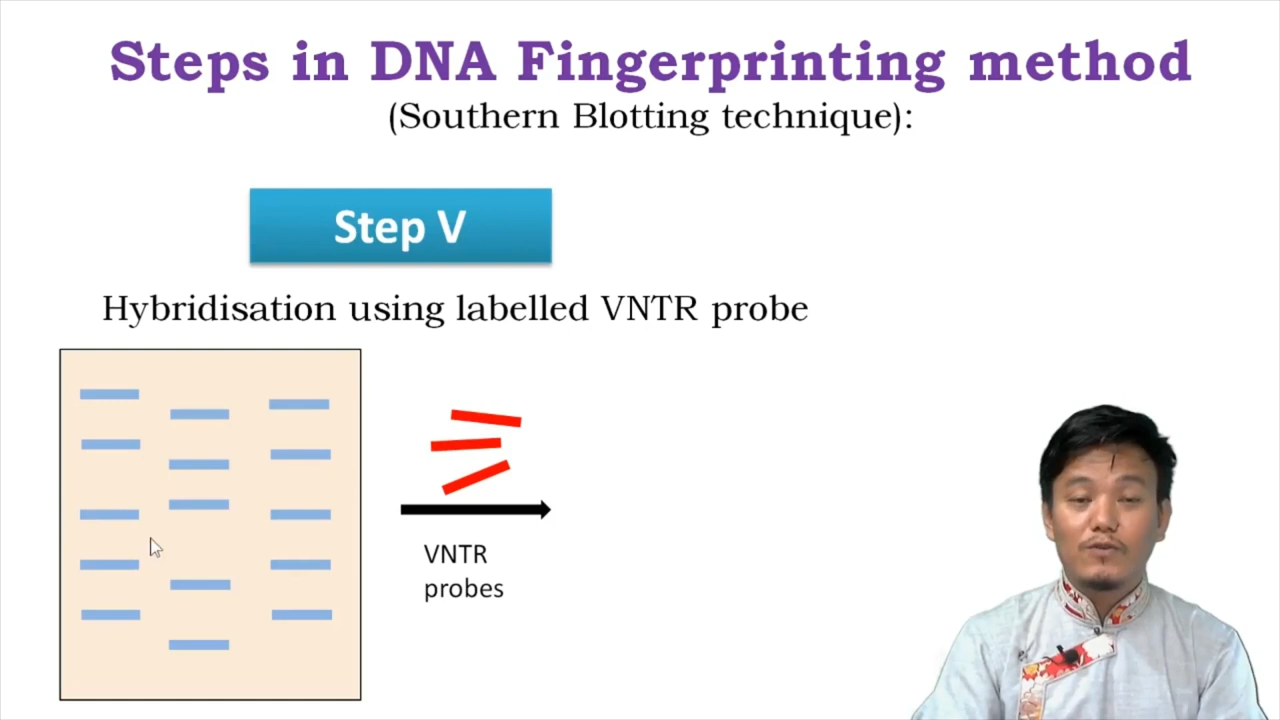 Steps in DNA Fingerprinting method
(Southern Blotting technique):
Step V
Hybridisation using labelled VNTR probe
VNTR
probes